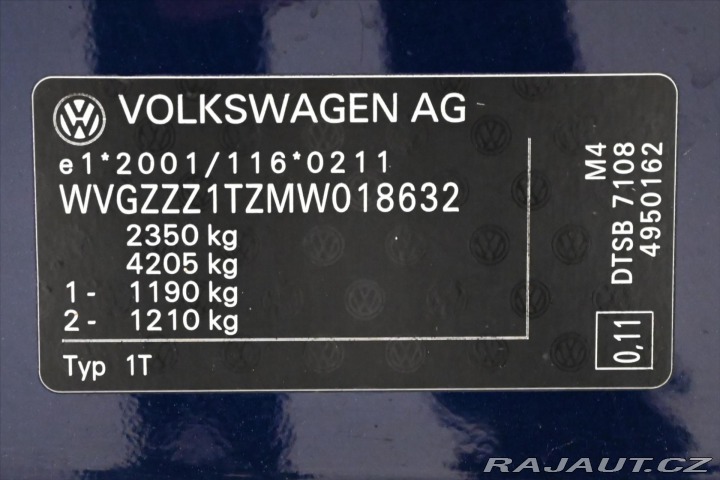 VOLKSWAGEN AG
e1*2001/116*0211
WVGZZZ1TZMW018632
2350 kg
4205 kg
1 - 1190 kg
2 - 1210 kg
Typ 1T
M4
DTSB 7108
4950162
0,11
RAJAUT.CZ